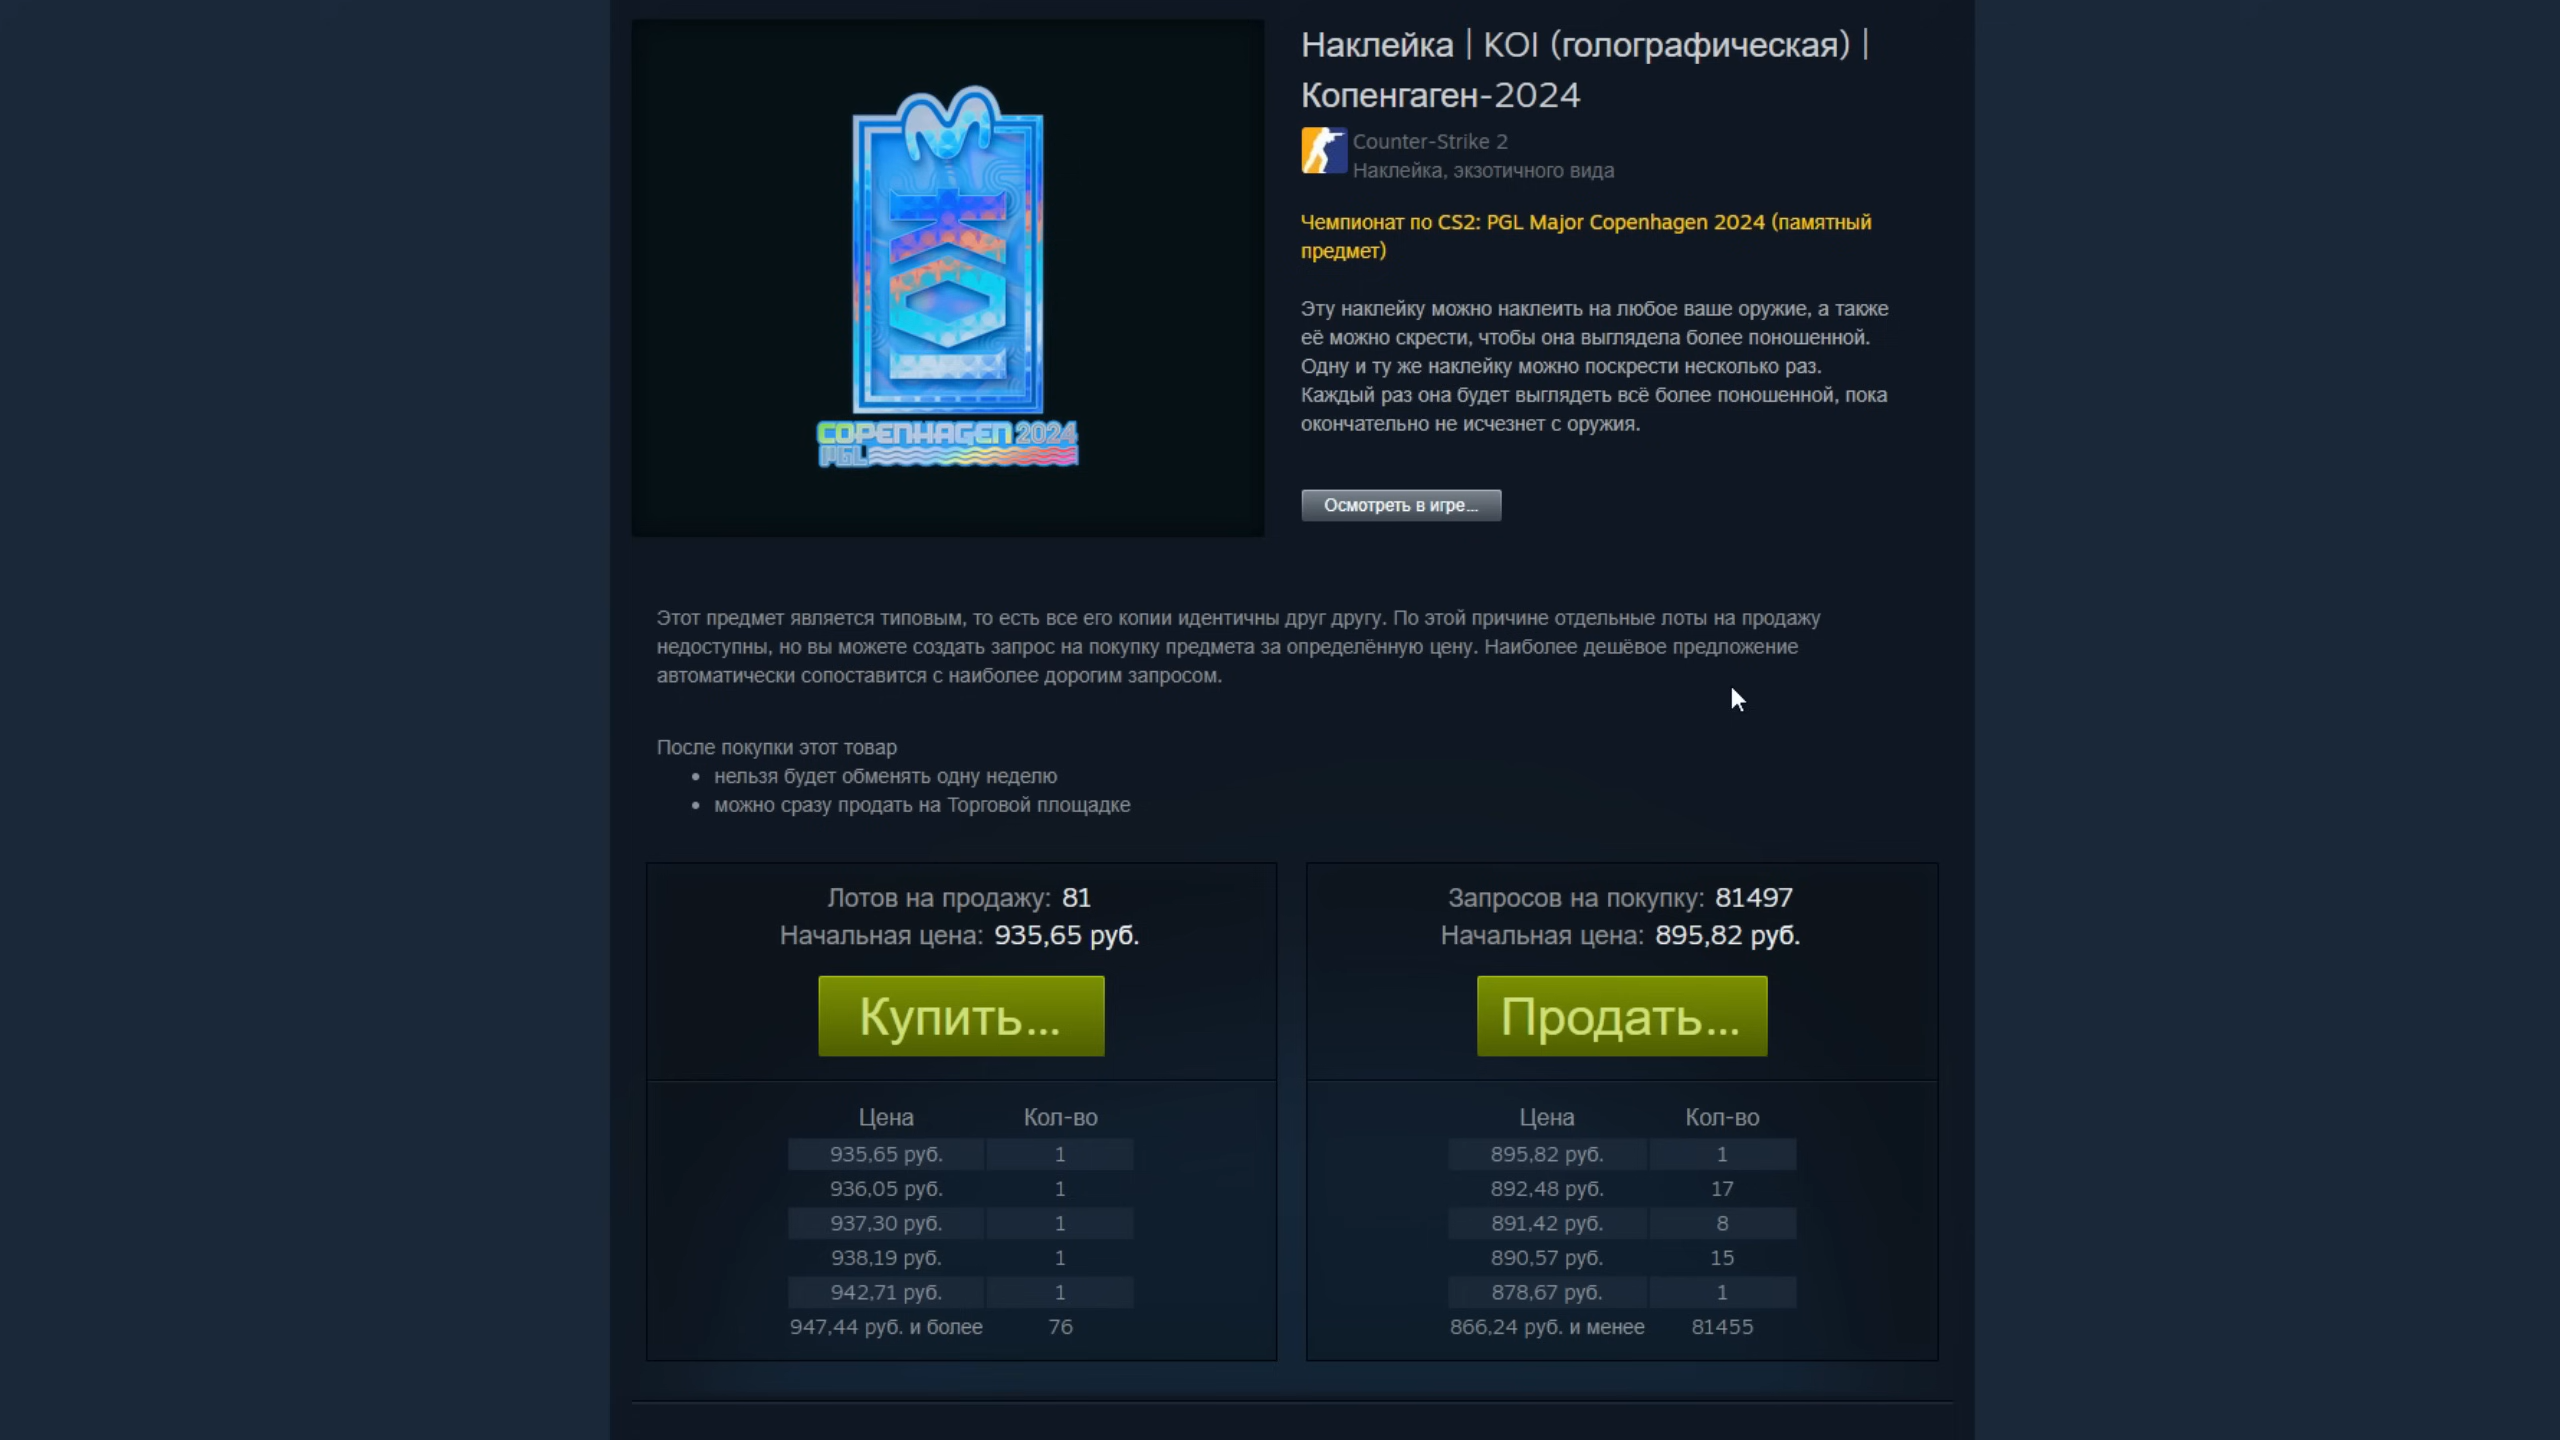 KOI
COPENHAGEN 2024
PGL
Наклейка | KOI (голографическая) |
Копенгаген-2024
Counter-Strike 2
Наклейка, экзотичного вида
Чемпионат по CS2: PGL Major Copenhagen 2024 (памятный
предмет)
Эту наклейку можно наклеить на любое ваше оружие, а также
её можно скрести, чтобы она выглядела более поношенной.
Одну и ту же наклейку можно поскрести несколько раз.
Каждый раз она будет выглядеть всё более поношенной, пока
окончательно не исчезнет с оружия.
Осмотреть в игре...
Этот предмет является типовым, то есть все его копии идентичны друг другу. По этой причине отдельные лоты на продажу
недоступны, но вы можете создать запрос на покупку предмета за определённую цену. Наиболее дешёвое предложение
автоматически сопоставится с наиболее дорогим запросом.
После покупки этот товар
• нельзя будет обменять одну неделю
• можно сразу продать на Торговой площадке
Лотов на продажу: 81
Начальная цена: 935,65 руб.
Купить...
Цена Кол-во
935,65 руб. 1
936,05 руб. 1
937,30 руб. 1
938,19 руб. 1
942,71 руб. 1
947,44 руб. и более 76
Запросов на покупку: 81497
Начальная цена: 895,82 руб.
Продать...
Цена Кол-во
895,82 руб. 1
892,48 руб. 17
891,42 руб. 8
890,57 руб. 15
878,67 руб. 1
866,24 руб. и менее 81455